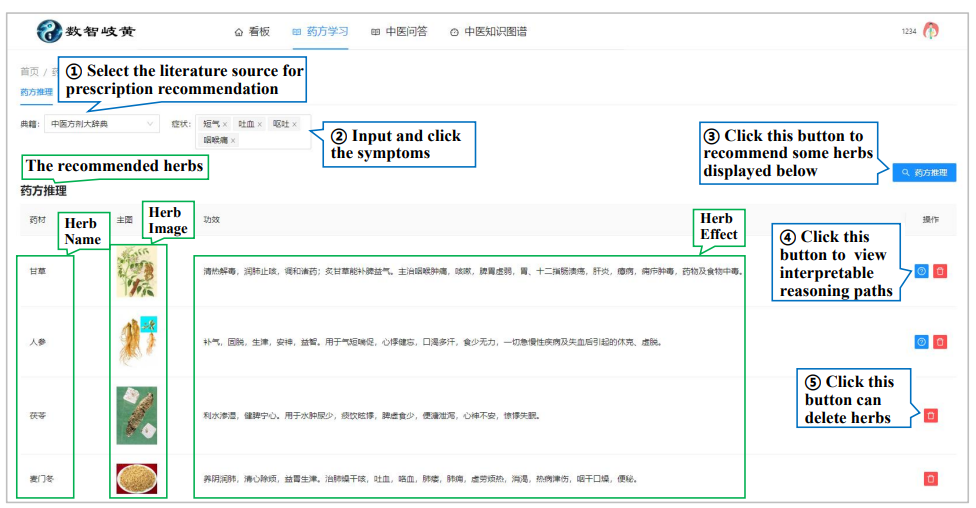 数智岐黄
看板
药方学习
中医问答
中医知识图谱
1234
首页 / 药
① Select the literature source for
prescription recommendation
药方推理
典籍: 中医方剂大辞典
症状: 短气 × 吐血 × 呕吐 ×
咽喉痛 ×
② Input and click
the symptoms
③ Click this button to
recommend some herbs
displayed below
药方推理
The recommended herbs
药方推理
药材
Herb
Name
主图
Herb
Image
功效
Herb
Effect
操作
甘草
清热解毒，润肺止咳，调和诸药；炙甘草能补脾益气。主治咽喉肿痛，咳嗽，脾胃虚弱，胃、十二指肠溃疡，肝炎，癔病，痈疖肿毒，药物及食物中毒。
④ Click this
button to view
interpretable
reasoning paths
人参
补气，固脱，生津，安神，益智。用于气短喘促，心悸健忘，口渴多汗，食少无力，一切急慢性疾病及失血后引起的休克、虚脱。
⑤ Click this
button can
delete herbs
茯苓
利水渗湿，健脾宁心。用于水肿尿少，痰饮眩悸，脾虚食少，便溏泄泻，心神不安，惊悸失眠。
麦门冬
养阴润肺，清心除烦，益胃生津。治肺燥干咳，吐血，咯血，肺痿，肺痈，虚劳烦热，消渴，热病津伤，咽干口燥，便秘。